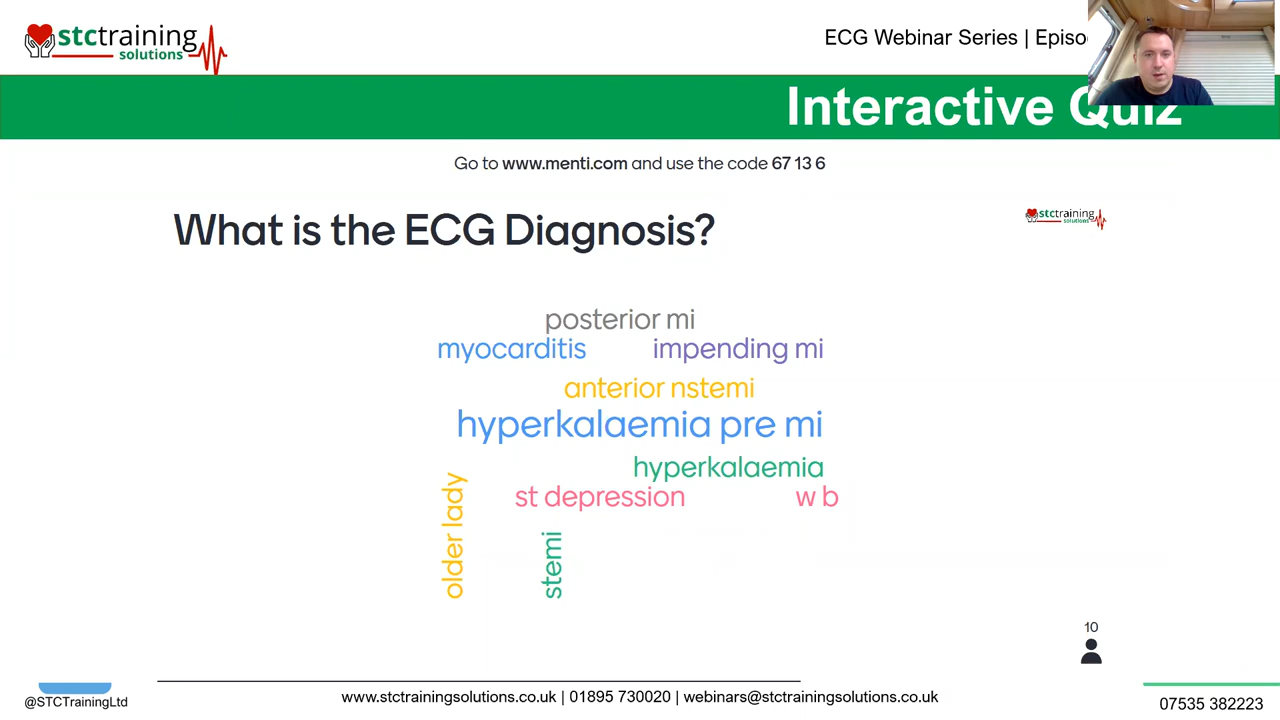 stctraining
solutions
ECG Webinar Series | Episo
Interactive Quiz
Go to www.menti.com and use the code 67 13 6
What is the ECG Diagnosis?
stctraining
solutions
posterior mi
myocarditis impending mi
anterior nstemi
hyperkalaemia pre mi
hyperkalaemia
older lady
st depression w b
stemi
10
@STCTrainingLtd
www.stctrainingsolutions.co.uk | 01895 730020 | webinars@stctrainingsolutions.co.uk
07535 382223